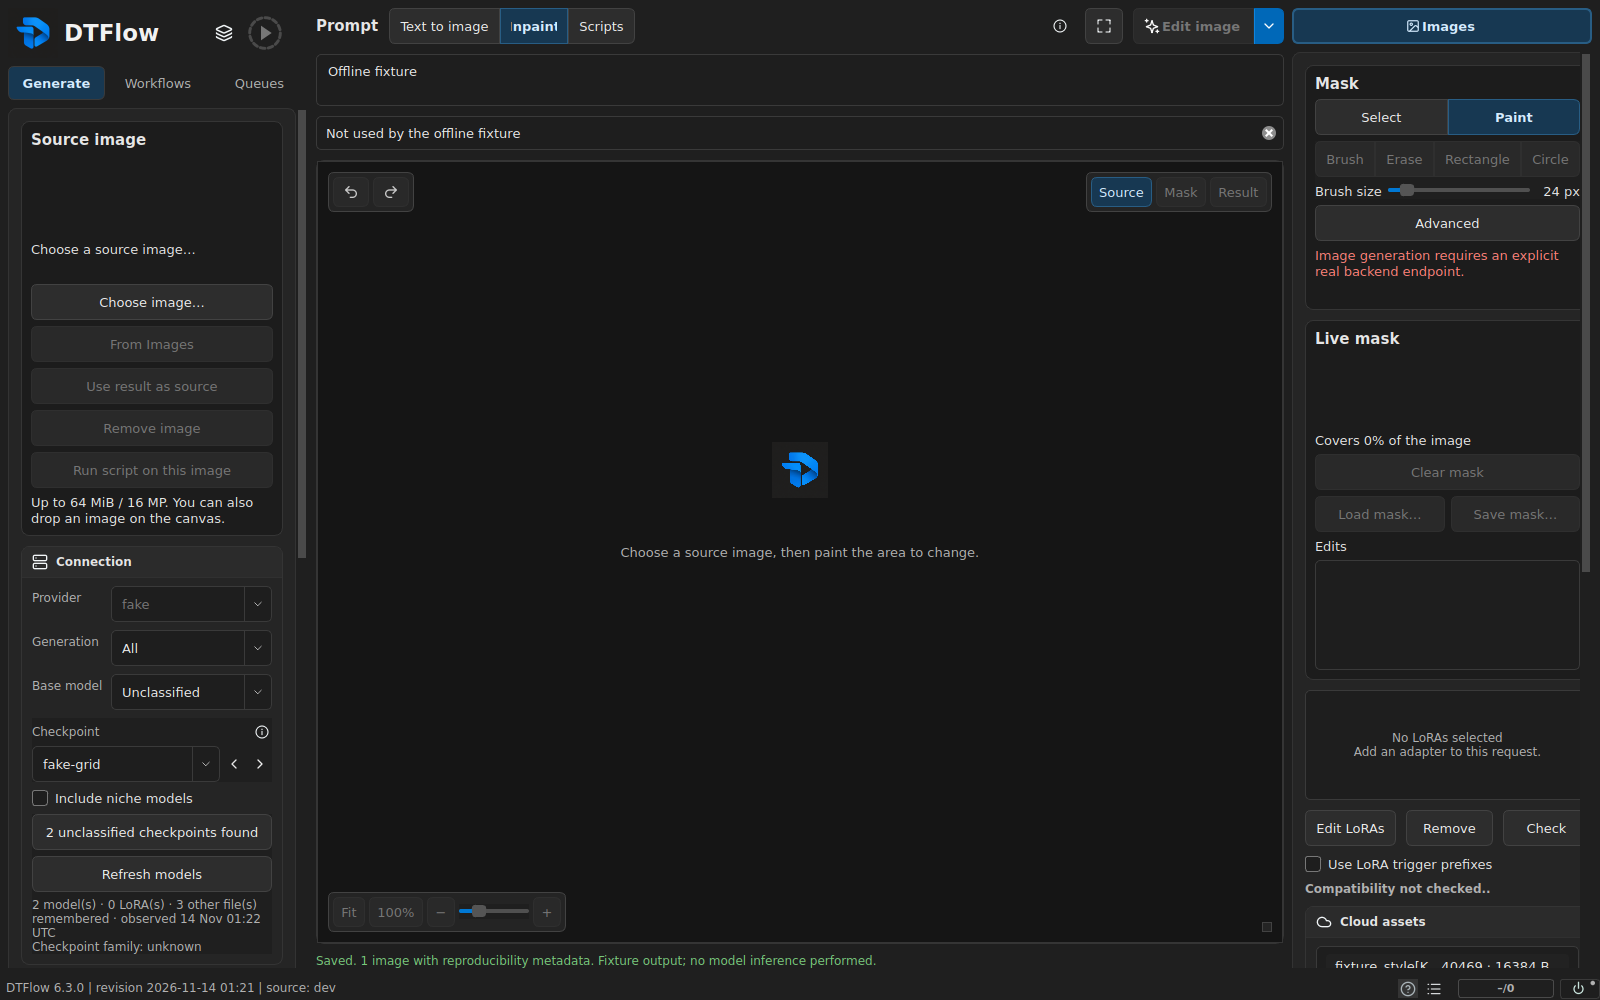 DTFlow
Generate
Workflows
Queues
Source image
Choose a source image...
Choose image...
From Images
Use result as source
Remove image
Run script on this image
Up to 64 MiB / 16 MP. You can also
drop an image on the canvas.
Connection
Provider
fake
Generation
All
Base model
Unclassified
Checkpoint
fake-grid
Include niche models
2 unclassified checkpoints found
Refresh models
2 model(s) · 0 LoRA(s) · 3 other file(s)
remembered · observed 14 Nov 01:22
UTC
Checkpoint family: unknown
Prompt
Text to image
Inpaint
Scripts
Edit image
Offline fixture
Not used by the offline fixture
Source
Mask
Result
Choose a source image, then paint the area to change.
Fit
100%
Saved. 1 image with reproducibility metadata. Fixture output; no model inference performed.
Images
Mask
Select
Paint
Brush
Erase
Rectangle
Circle
Brush size
24 px
Advanced
Image generation requires an explicit
real backend endpoint.
Live mask
Covers 0% of the image
Clear mask
Load mask...
Save mask...
Edits
No LoRAs selected
Add an adapter to this request.
Edit LoRAs
Remove
Check
Use LoRA trigger prefixes
Compatibility not checked..
Cloud assets
fixture_style[K... 40469 · 16384 B
DTFlow 6.3.0 | revision 2026-11-14 01:21 | source: dev
-/0